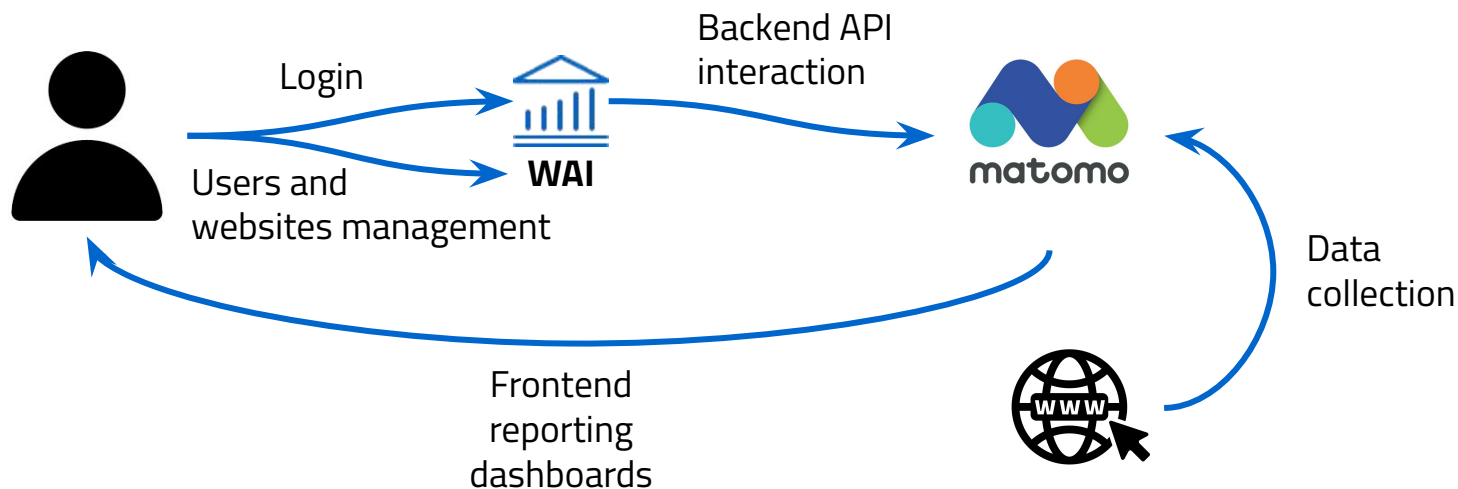 Login
Users and
websites management
WAI
Backend API
interaction
matomo
Data
collection
WWW
Frontend
reporting
dashboards